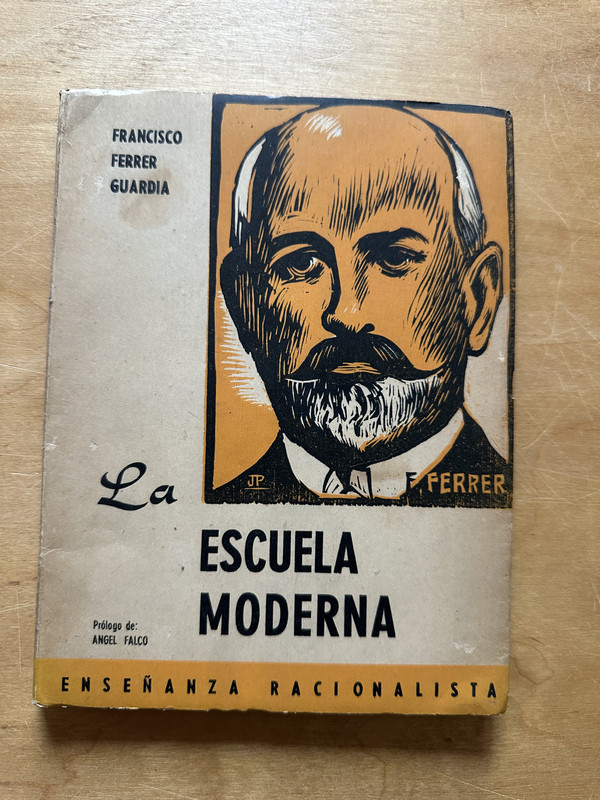 FRANCISCO
FERRER
GUARDIA
JP
F. FERRER
La
ESCUELA
MODERNA
Prólogo de:
ANGEL FALCO
ENSEÑANZA RACIONALISTA